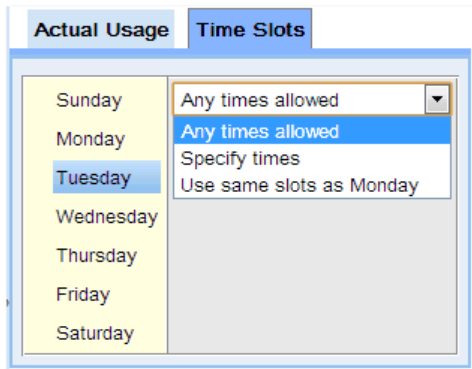 Actual Usage Time Slots
Sunday
Monday
Tuesday
Wednesday
Thursday
Friday
Saturday
Any times allowed
Any times allowed
Specify times
Use same slots as Monday